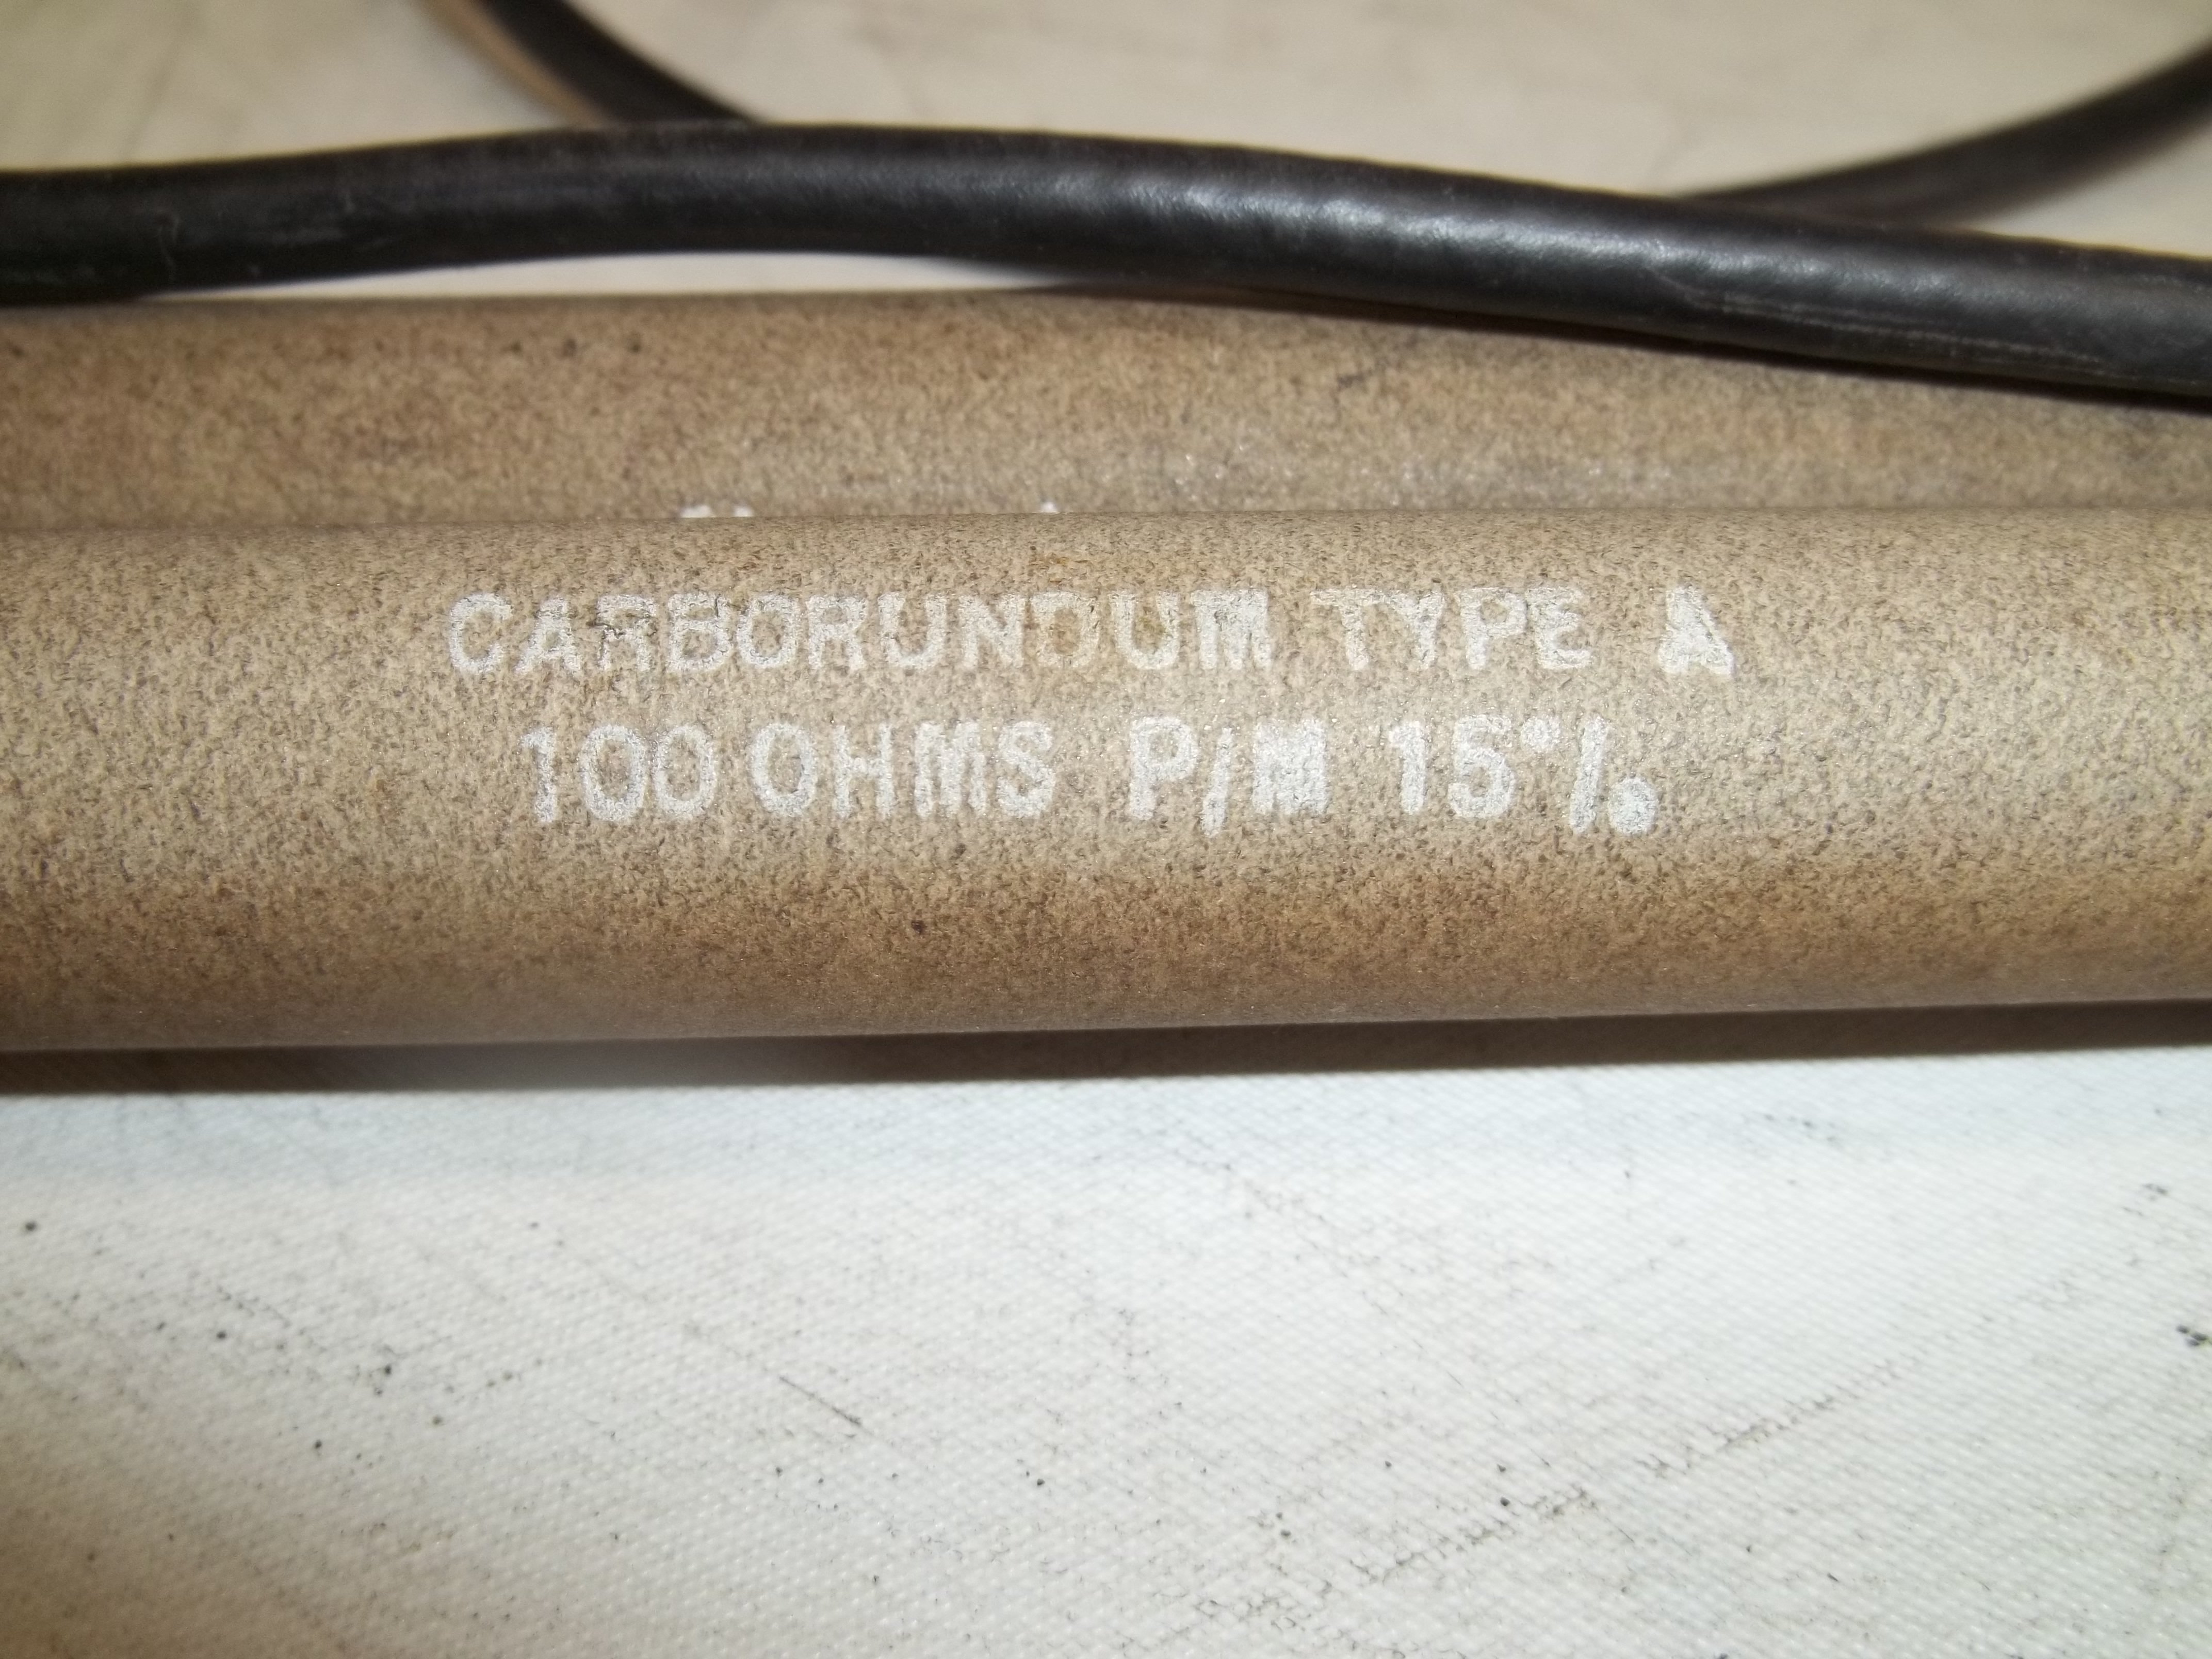 CARBORUNDUM TYPE A
100 OHMS P/M 15%